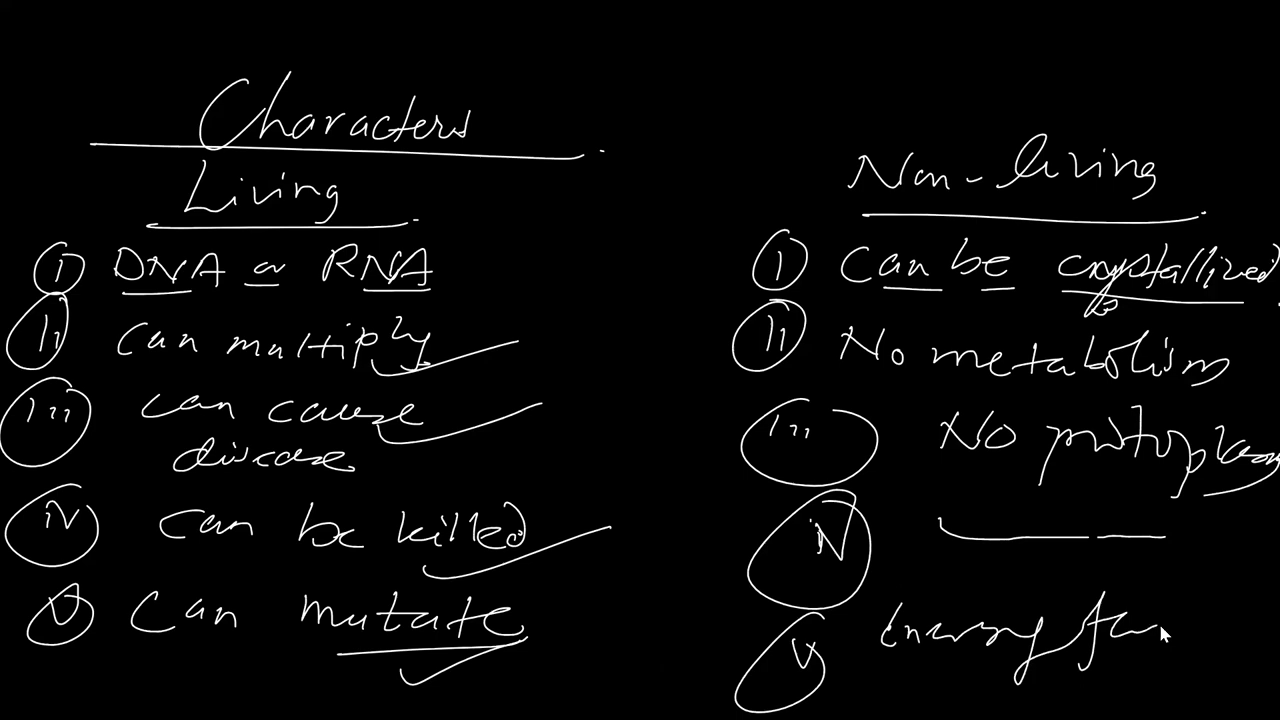 Characters
Living
i DNA or RNA
ii can multiply
iii can cause
disease
iv can be killed
v Can mutate
Non-living
i Can be crystallized
ii No metabolism
iii No protoplasm
iv
v